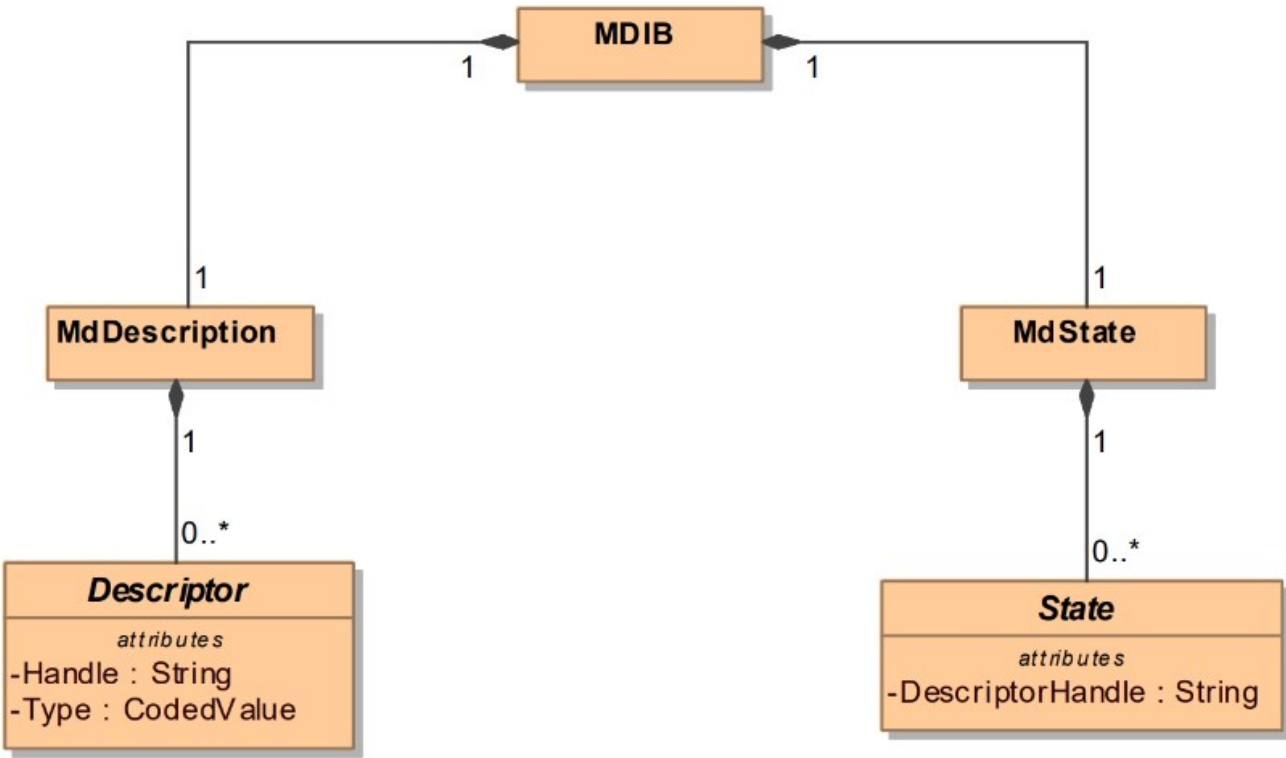 MDIB
1
1
1
1
MdDescription
MdState
1
1
0..*
0..*
Descriptor
attributes
-Handle : String
-Type : CodedValue
State
attributes
-DescriptorHandle : String